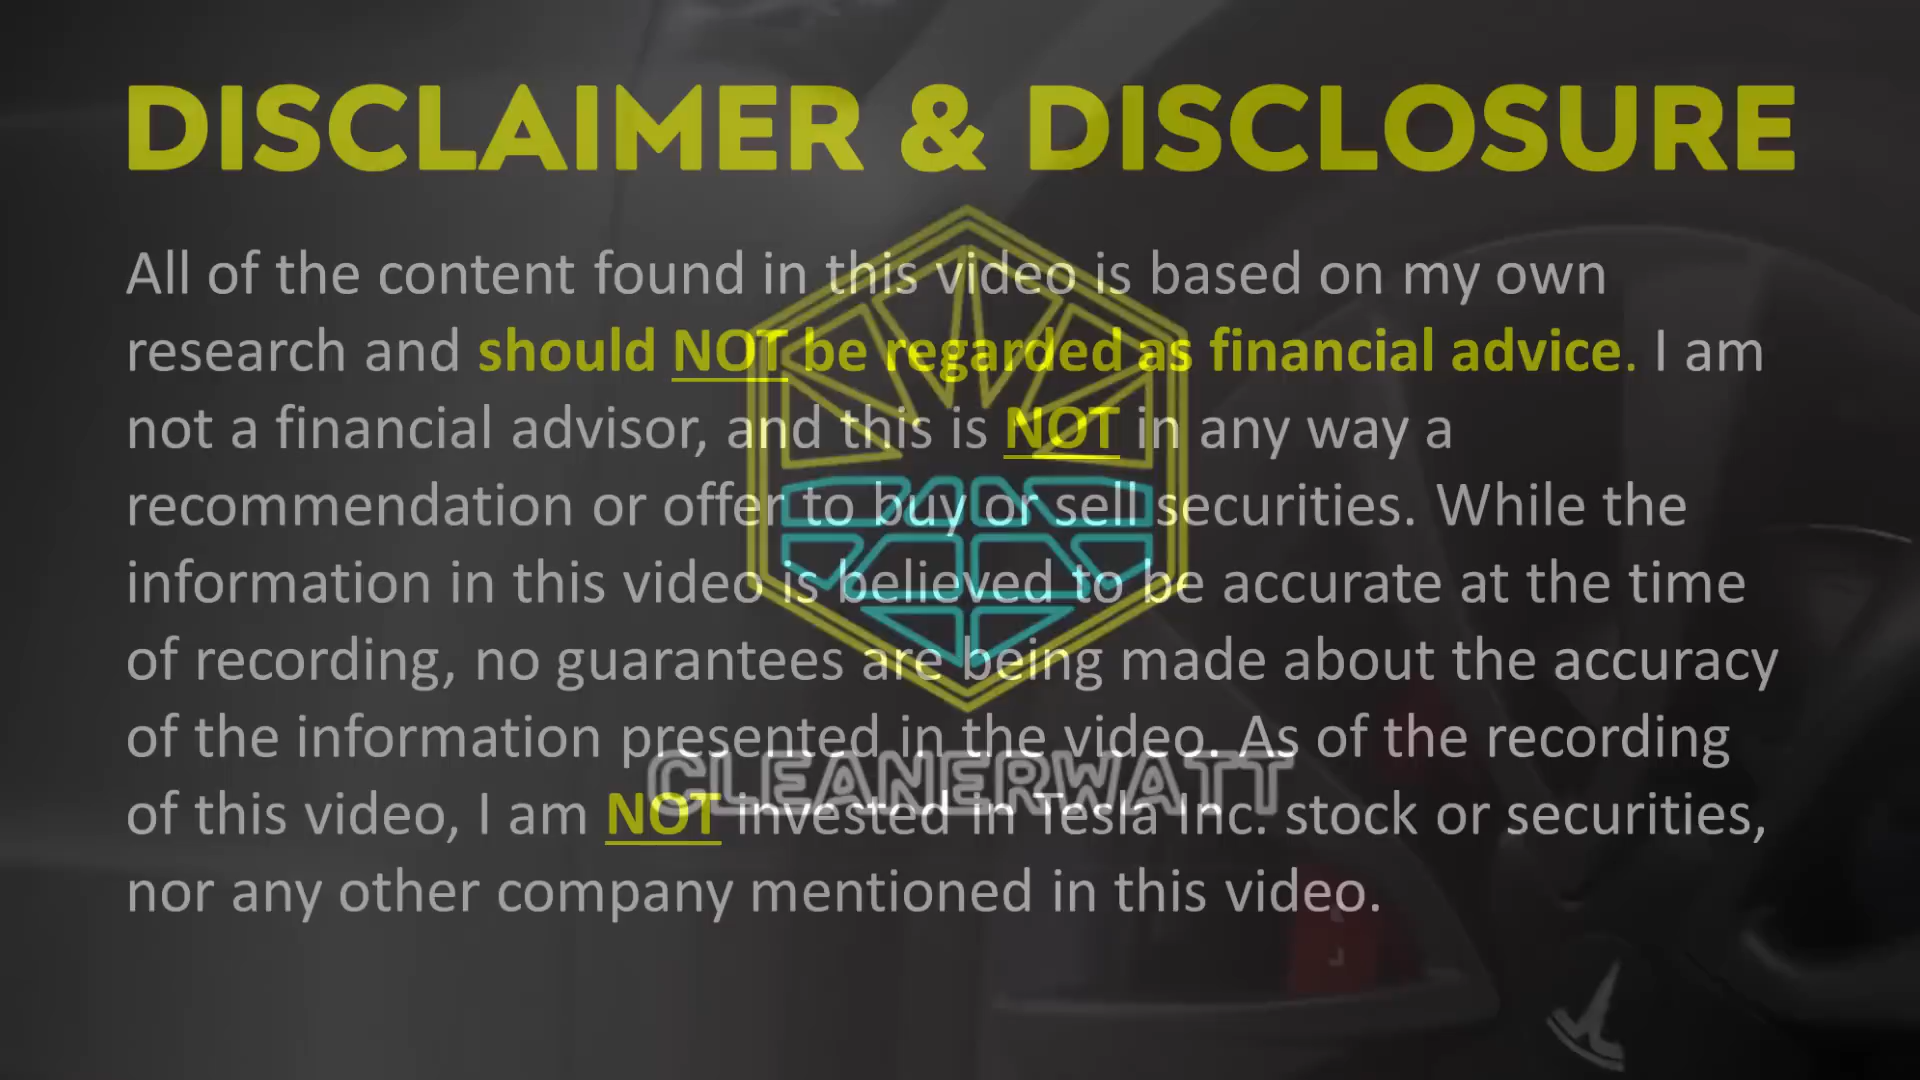 DISCLAIMER & DISCLOSURE
All of the content found in this video is based on my own
research and should NOT be regarded as financial advice. I am
not a financial advisor, and this is NOT in any way a
recommendation or offer to buy or sell securities. While the
information in this video is believed to be accurate at the time
of recording, no guarantees are being made about the accuracy
of the information presented in the video. As of the recording
CLEANERWATT
of this video, I am NOT invested in Tesla Inc. stock or securities,
nor any other company mentioned in this video.